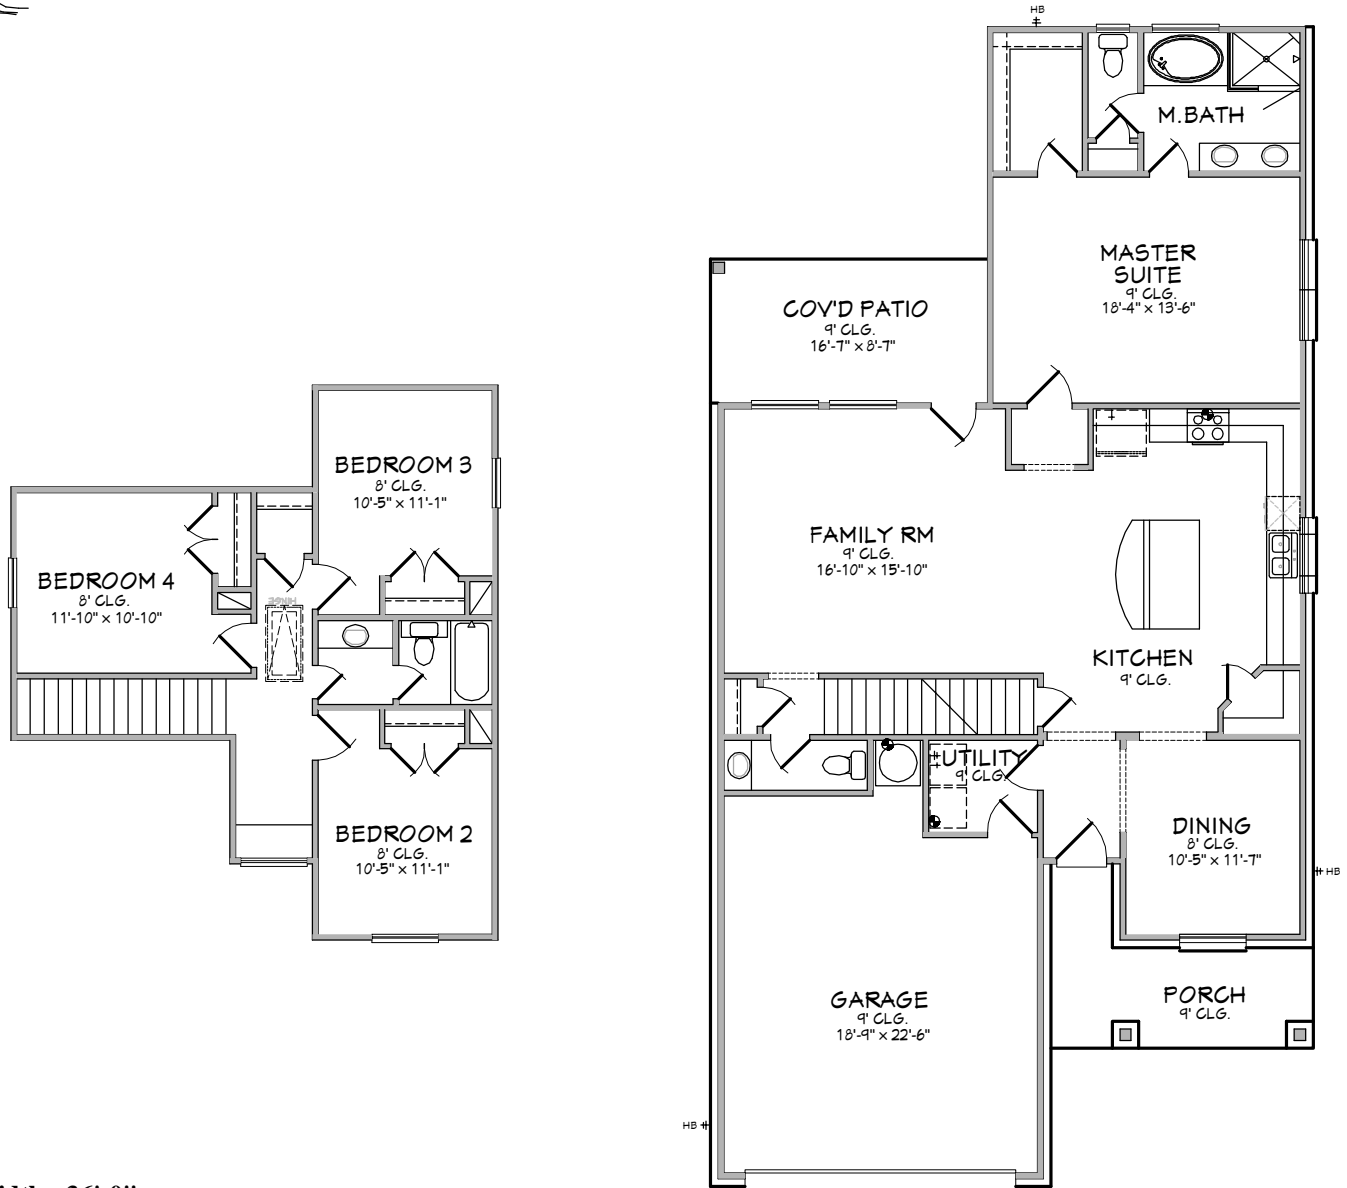 HB
M.BATH
MASTER
SUITE
9' CLG.
18'-4" x 13'-6"
COV'D PATIO
9' CLG.
16'-7" x 8'-7"
BEDROOM 3
8' CLG.
10'-5" x 11'-1"
FAMILY RM
9' CLG.
16'-10" x 15'-10"
BEDROOM 4
8' CLG.
11'-10" x 10'-10"
HINGE
KITCHEN
9' CLG.
UTILITY
9' CLG.
BEDROOM 2
8' CLG.
10'-5" x 11'-1"
DINING
8' CLG.
10'-5" x 11'-7"
HB
GARAGE
9' CLG.
18'-9" x 22'-6"
PORCH
9' CLG.
HB